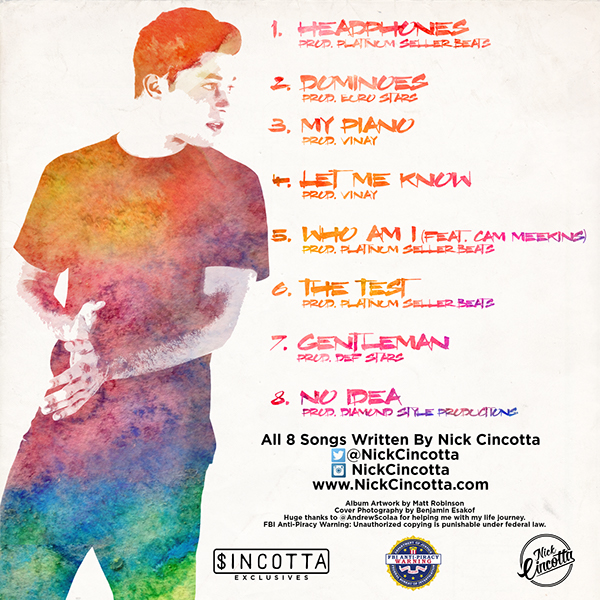 1. HEADPHONES
PROD. PLATINUM SELLER BEATS
2. DOMINOES
PROD. EURO STARS
3. MY PIANO
PROD. VINAY
4. LET ME KNOW
PROD. VINAY
5. WHO AM I (FEAT. CAM MEEKINS)
PROD. PLATINUM SELLER BEATS
6. THE TEST
PROD. PLATINUM SELLER BEATS
7. GENTLEMAN
PROD. DEF STARS
8. NO IDEA
PROD. DIAMOND STYLE PRODUCTIONS
All 8 Songs Written By Nick Cincotta
@NickCincotta
NickCincotta
www.NickCincotta.com
Album Artwork by Matt Robinson
Cover Photography by Benjamin Esakof
Huge thanks to @AndrewScolaa for helping me with my life journey.
FBI Anti-Piracy Warning: Unauthorized copying is punishable under federal law.
$INCOTTA
EXCLUSIVES
FBI ANTI-PIRACY
WARNING
Nick
Cincotta